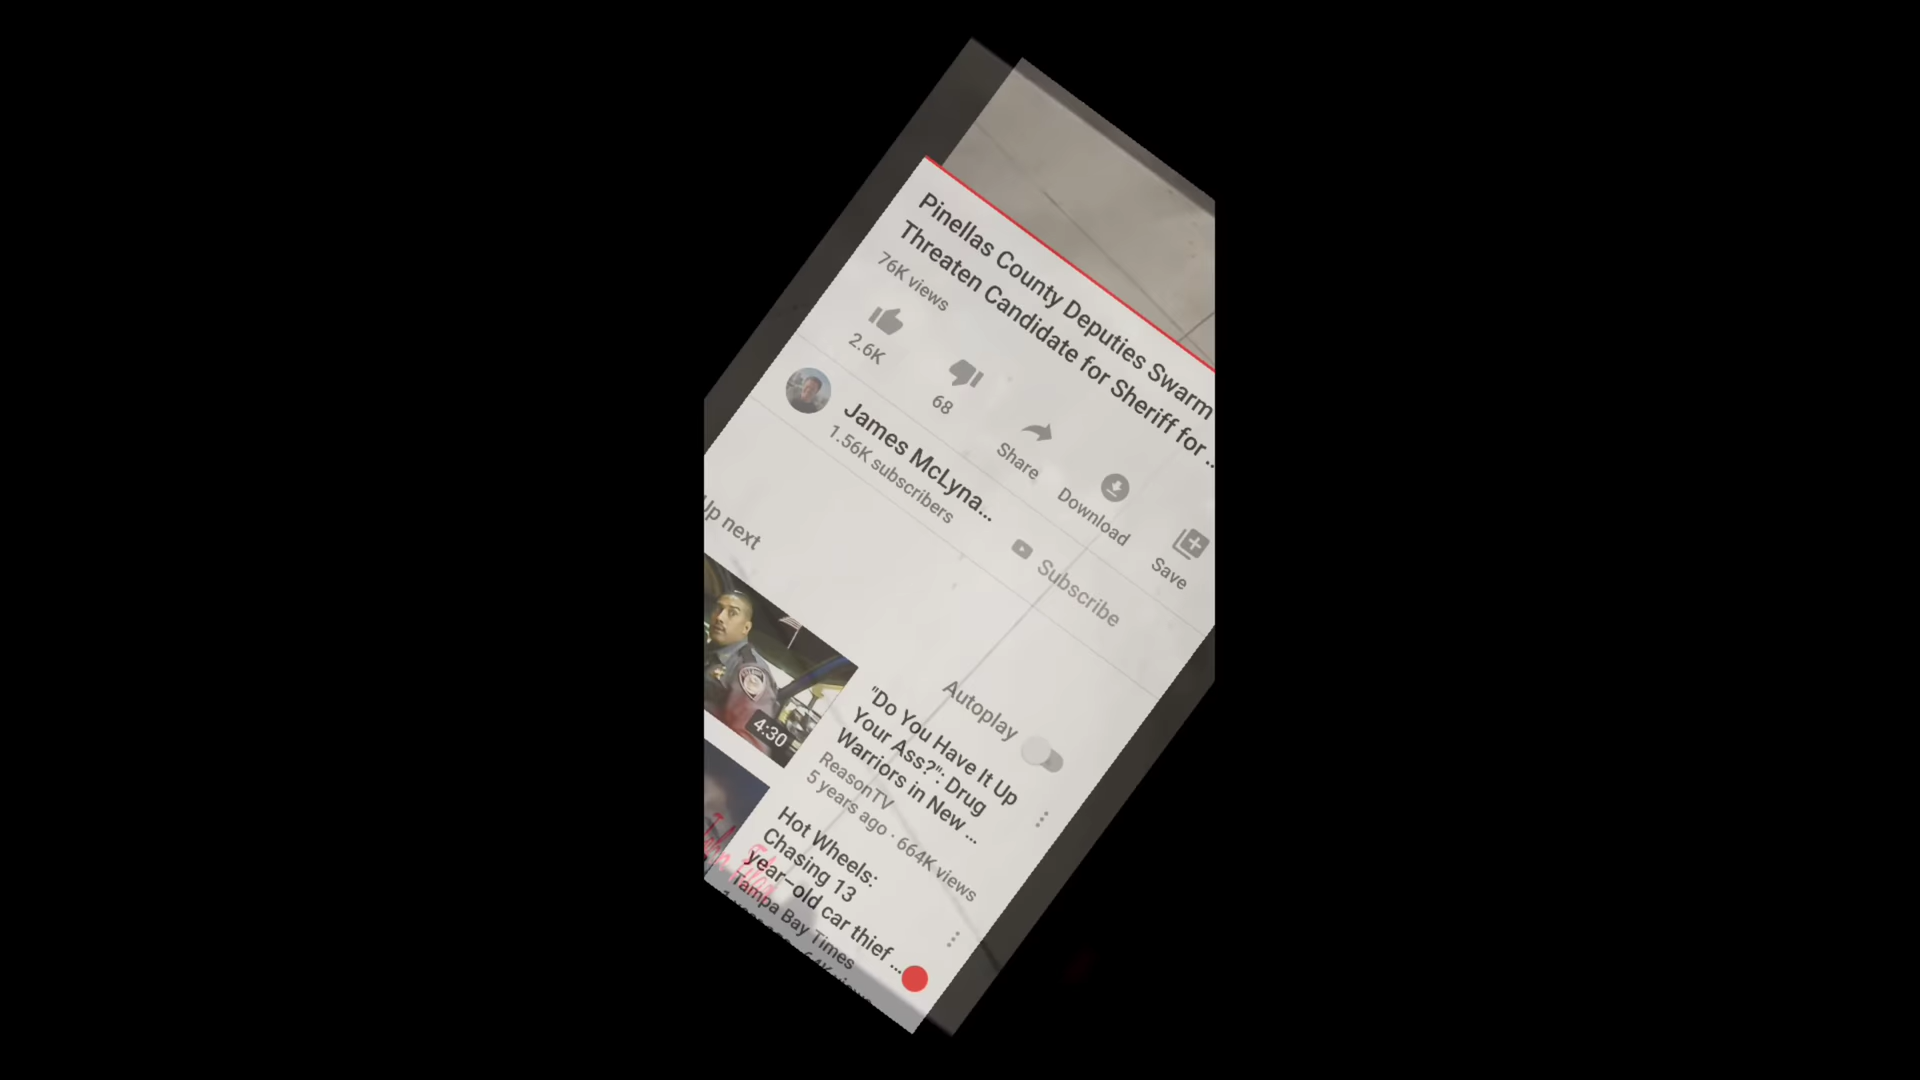 Pinellas County Deputies Swarm
Threaten Candidate for Sheriff for ...
76K views
2.6K
68
Share
Download
Save
James McLyna...
1.56K subscribers
Subscribe
Up next
Autoplay
4:30
"Do You Have It Up
Your Ass?": Drug
Warriors in New ...
ReasonTV
5 years ago · 664K views
Hot Wheels:
Chasing 13
year-old car thief ...
Tampa Bay Times